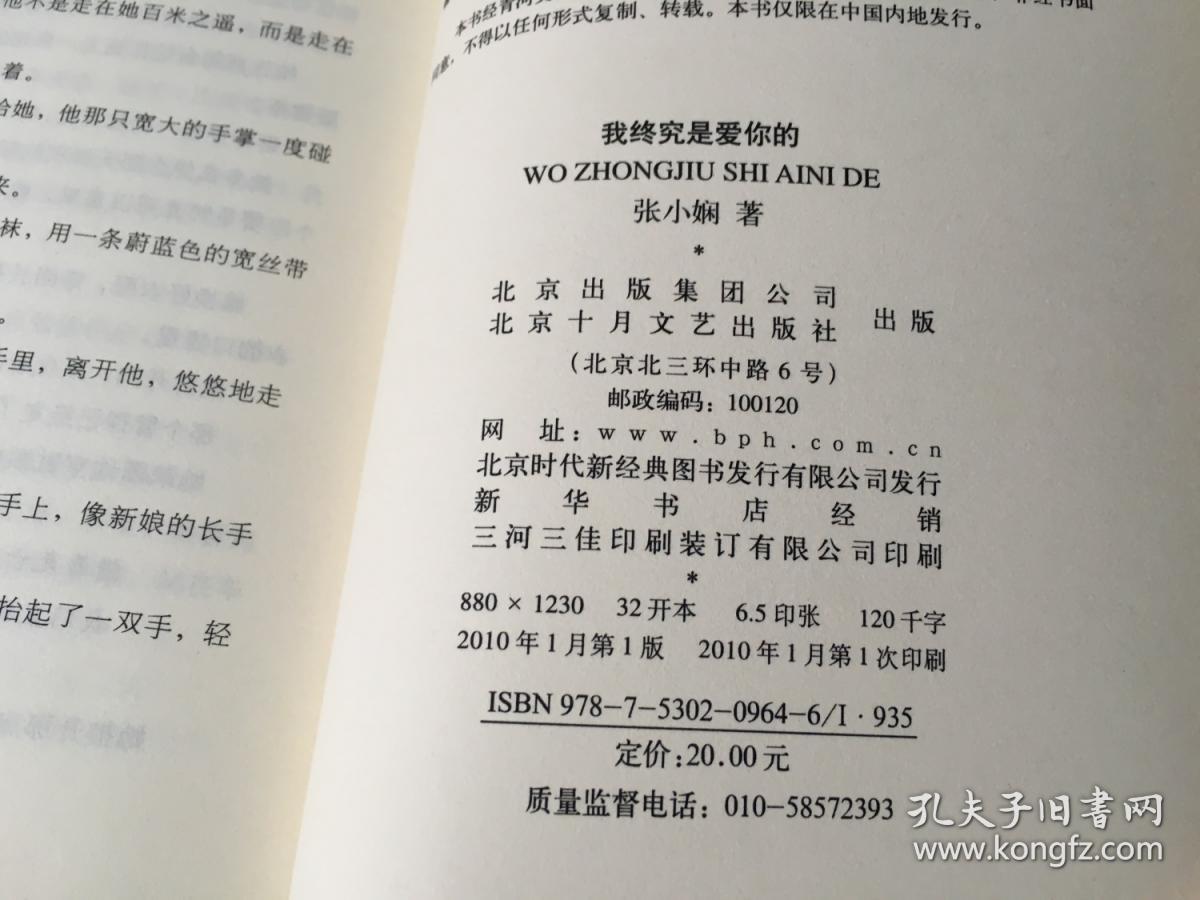 他不是走在她百米之遥，而是走在
着。
给她，他那只宽大的手掌一度碰
来。
袜，用一条蔚蓝色的宽丝带
。
手里，离开他，悠悠地走
手上，像新娘的长手
抬起了一双手，轻
不得以任何形式复制、转载。本书仅限在中国内地发行。
我终究是爱你的
WO ZHONGJIU SHI AINI DE
张小娴 著
*
北京出版集团公司
北京十月文艺出版社
出版
（北京北三环中路6号）
邮政编码：100120
网 址：www.bph.com.cn
北京时代新经典图书发行有限公司发行
新华书店经销
三河三佳印刷装订有限公司印刷
*
880×1230 32开本 6.5印张 120千字
2010年1月第1版 2010年1月第1次印刷
ISBN 978-7-5302-0964-6/I·935
定价：20.00元
质量监督电话：010-58572393
孔夫子旧书网
www.kongfz.com